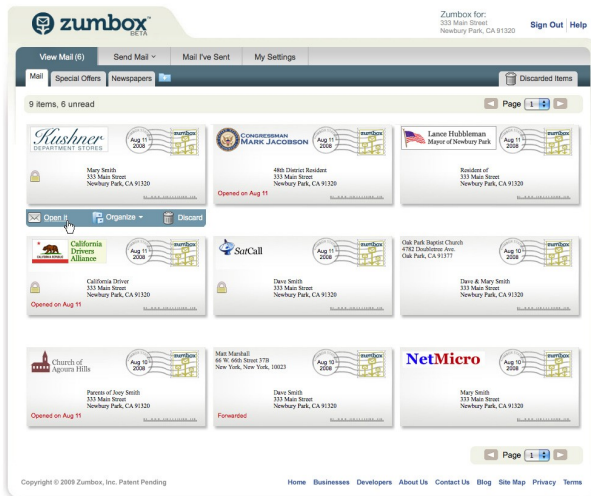 zumbox™
BETA
Zumbox for:
333 Main Street
Newbury Park, CA 91320
Sign Out
Help
View Mail (6)
Send Mail
Mail I've Sent
My Settings
Mail
Special Offers
Newspapers
Discarded Items
9 items, 6 unread
Page 1
Kushner
DEPARTMENT STORES
Aug 11
2008
zumbox
Mary Smith
333 Main Street
Newbury Park, CA 91320
CONGRESSMAN
MARK JACOBSON
Aug 11
2008
zumbox
48th District Resident
333 Main Street
Newbury Park, CA 91320
Opened on Aug 11
Lance Hubbleman
Mayor of Newbury Park
Aug 11
2008
zumbox
Resident of
333 Main Street
Newbury Park, CA 91320
Open it
Organize
Discard
California
Drivers
Alliance
Aug 11
2008
zumbox
California Driver
333 Main Street
Newbury Park, CA 91320
Opened on Aug 11
SatCall
Aug 11
2008
zumbox
Dave Smith
333 Main Street
Newbury Park, CA 91320
Oak Park Baptist Church
4782 Doubletree Ave.
Oak Park, CA 91377
Aug 10
2008
zumbox
Dave & Mary Smith
333 Main Street
Newbury Park, CA 91320
Church of
Agoura Hills
Aug 10
2008
zumbox
Parents of Joey Smith
333 Main Street
Newbury Park, CA 91320
Opened on Aug 11
Matt Marshall
66 W. 66th Street 37B
New York, New York, 10023
Aug 10
2008
zumbox
Dave Smith
333 Main Street
Newbury Park, CA 91320
Forwarded
NetMicro
Aug 10
2008
zumbox
Mary Smith
333 Main Street
Newbury Park, CA 91320
Page 1
Copyright © 2009 Zumbox, Inc. Patent Pending
Home Businesses Developers About Us Contact Us Blog Site Map Privacy Terms